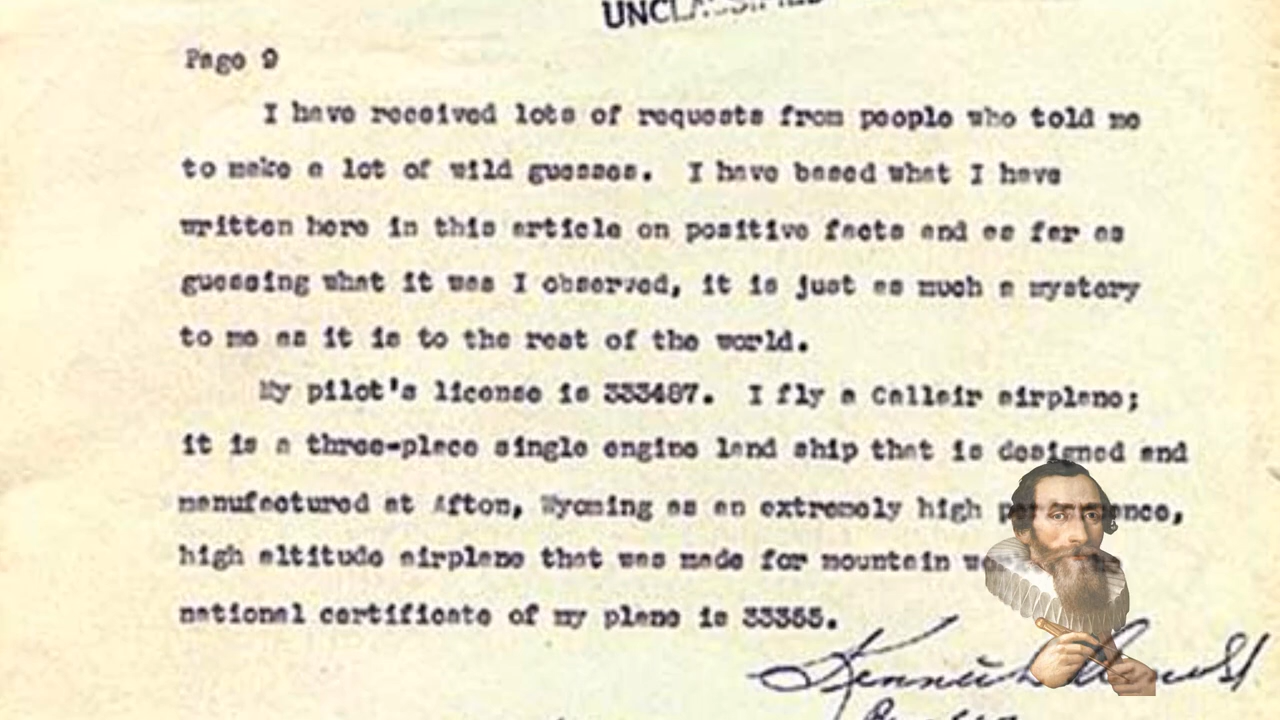 UNCLASSIFIED
Page 9
I have received lots of requests from people who told me
to make a lot of wild guesses. I have based what I have
written here in this article on positive facts and as far as
guessing what it was I observed, it is just as much a mystery
to me as it is to the rest of the world.
My pilot's license is 333487. I fly a Callair airplane;
it is a three-place single engine land ship that is designed and
manufactured at Afton, Wyoming as an extremely high
high altitude airplane that was made for mountain
national certificate of my plane is 33355.
Kenneth Arnold